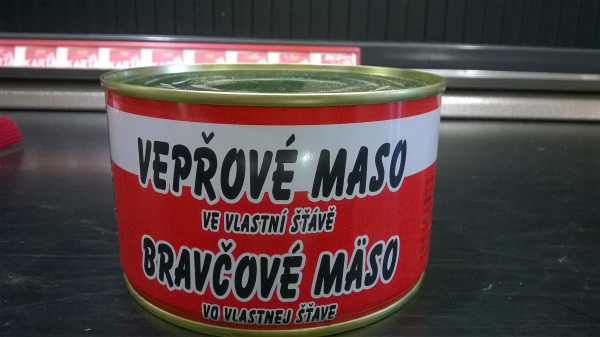 VEPŘOVÉ MASO
VE VLASTNÍ ŠŤÁVĚ
BRAVČOVÉ MÄSO
VO VLASTNEJ ŠŤAVE